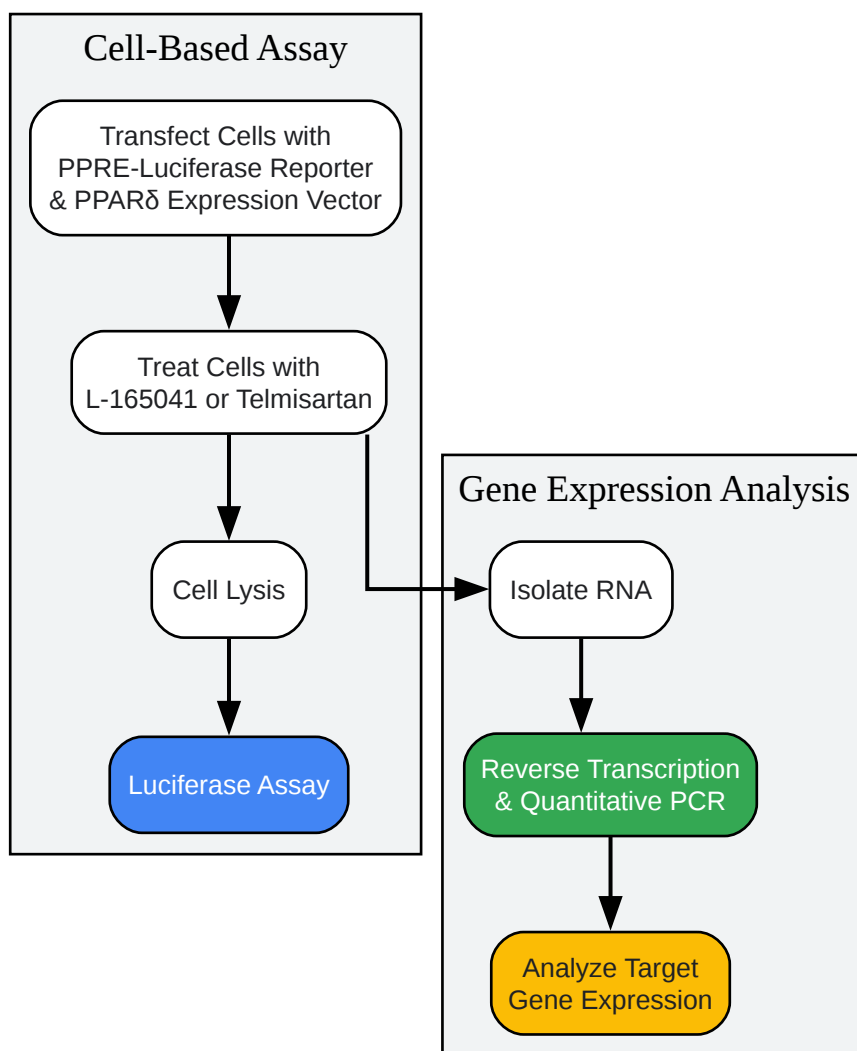 Cell-Based Assay
Transfect Cells with
PPRE-Luciferase Reporter
& PPARδ Expression Vector
Treat Cells with
L-165041 or Telmisartan
Cell Lysis
Luciferase Assay
Gene Expression Analysis
Isolate RNA
Reverse Transcription
& Quantitative PCR
Analyze Target
Gene Expression